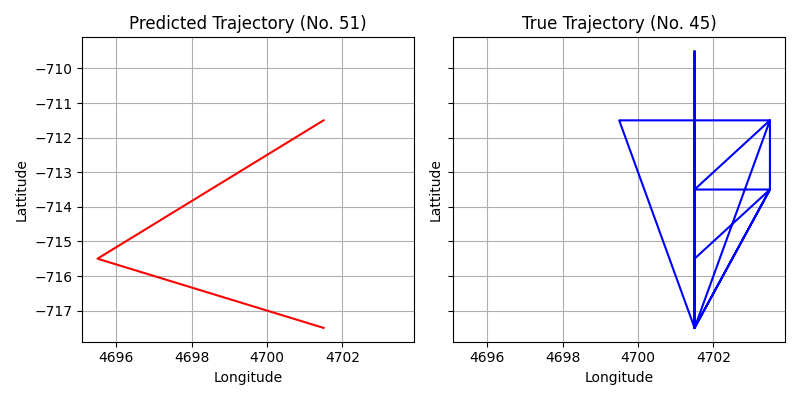 Predicted Trajectory (No. 51)
True Trajectory (No. 45)
Lattitude
−710
−711
−712
−713
−714
−715
−716
−717
4696
4698
4700
4702
Longitude
Lattitude
4696
4698
4700
4702
Longitude